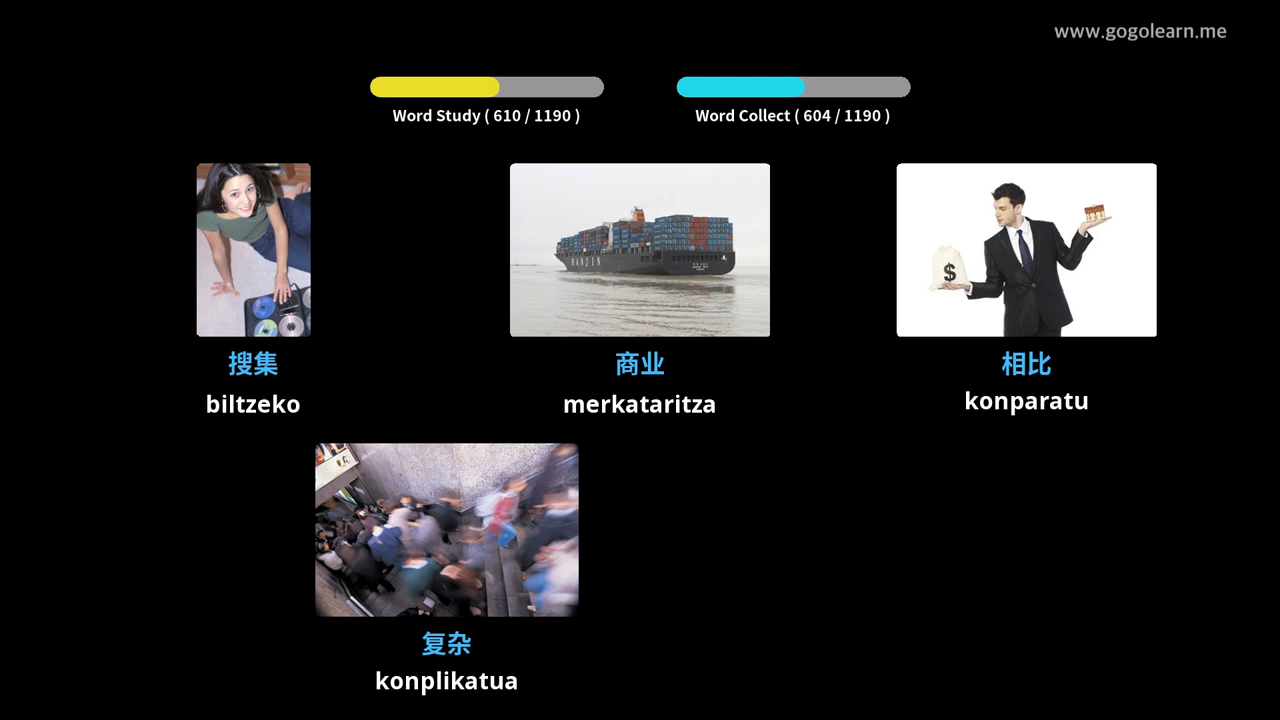 www.gogolearn.me
Word Study ( 610 / 1190 )
Word Collect ( 604 / 1190 )
HANJIN
$
搜集
商业
相比
biltzeko
merkataritza
konparatu
复杂
konplikatua